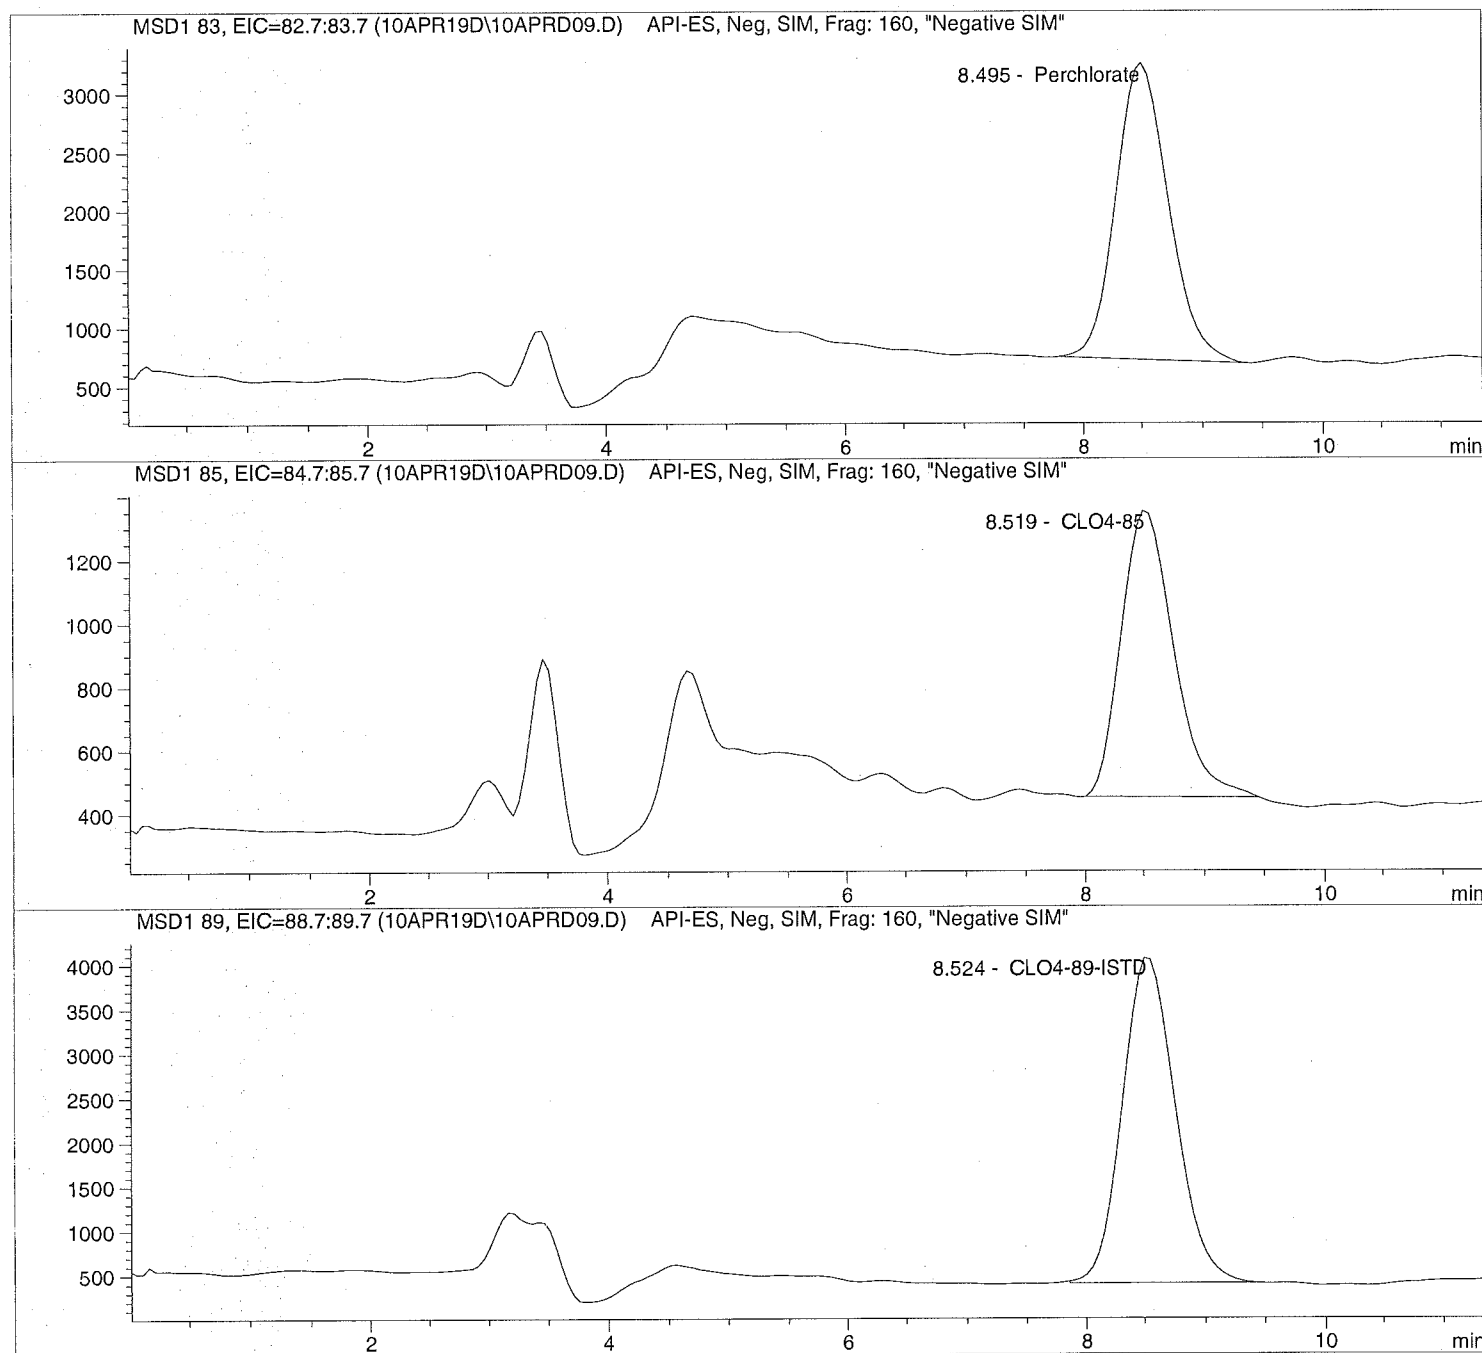 MSD1 83, EIC=82.7:83.7 (10APR19D\10APRD09.D) API-ES, Neg, SIM, Frag: 160, "Negative SIM"
8.495 - Perchlorate
3000
2500
2000
1500
1000
500
2 4 6 8 10 min
MSD1 85, EIC=84.7:85.7 (10APR19D\10APRD09.D) API-ES, Neg, SIM, Frag: 160, "Negative SIM"
8.519 - CLO4-85
1200
1000
800
600
400
2 4 6 8 10 min
MSD1 89, EIC=88.7:89.7 (10APR19D\10APRD09.D) API-ES, Neg, SIM, Frag: 160, "Negative SIM"
8.524 - CLO4-89-ISTD
4000
3500
3000
2500
2000
1500
1000
500
2 4 6 8 10 min